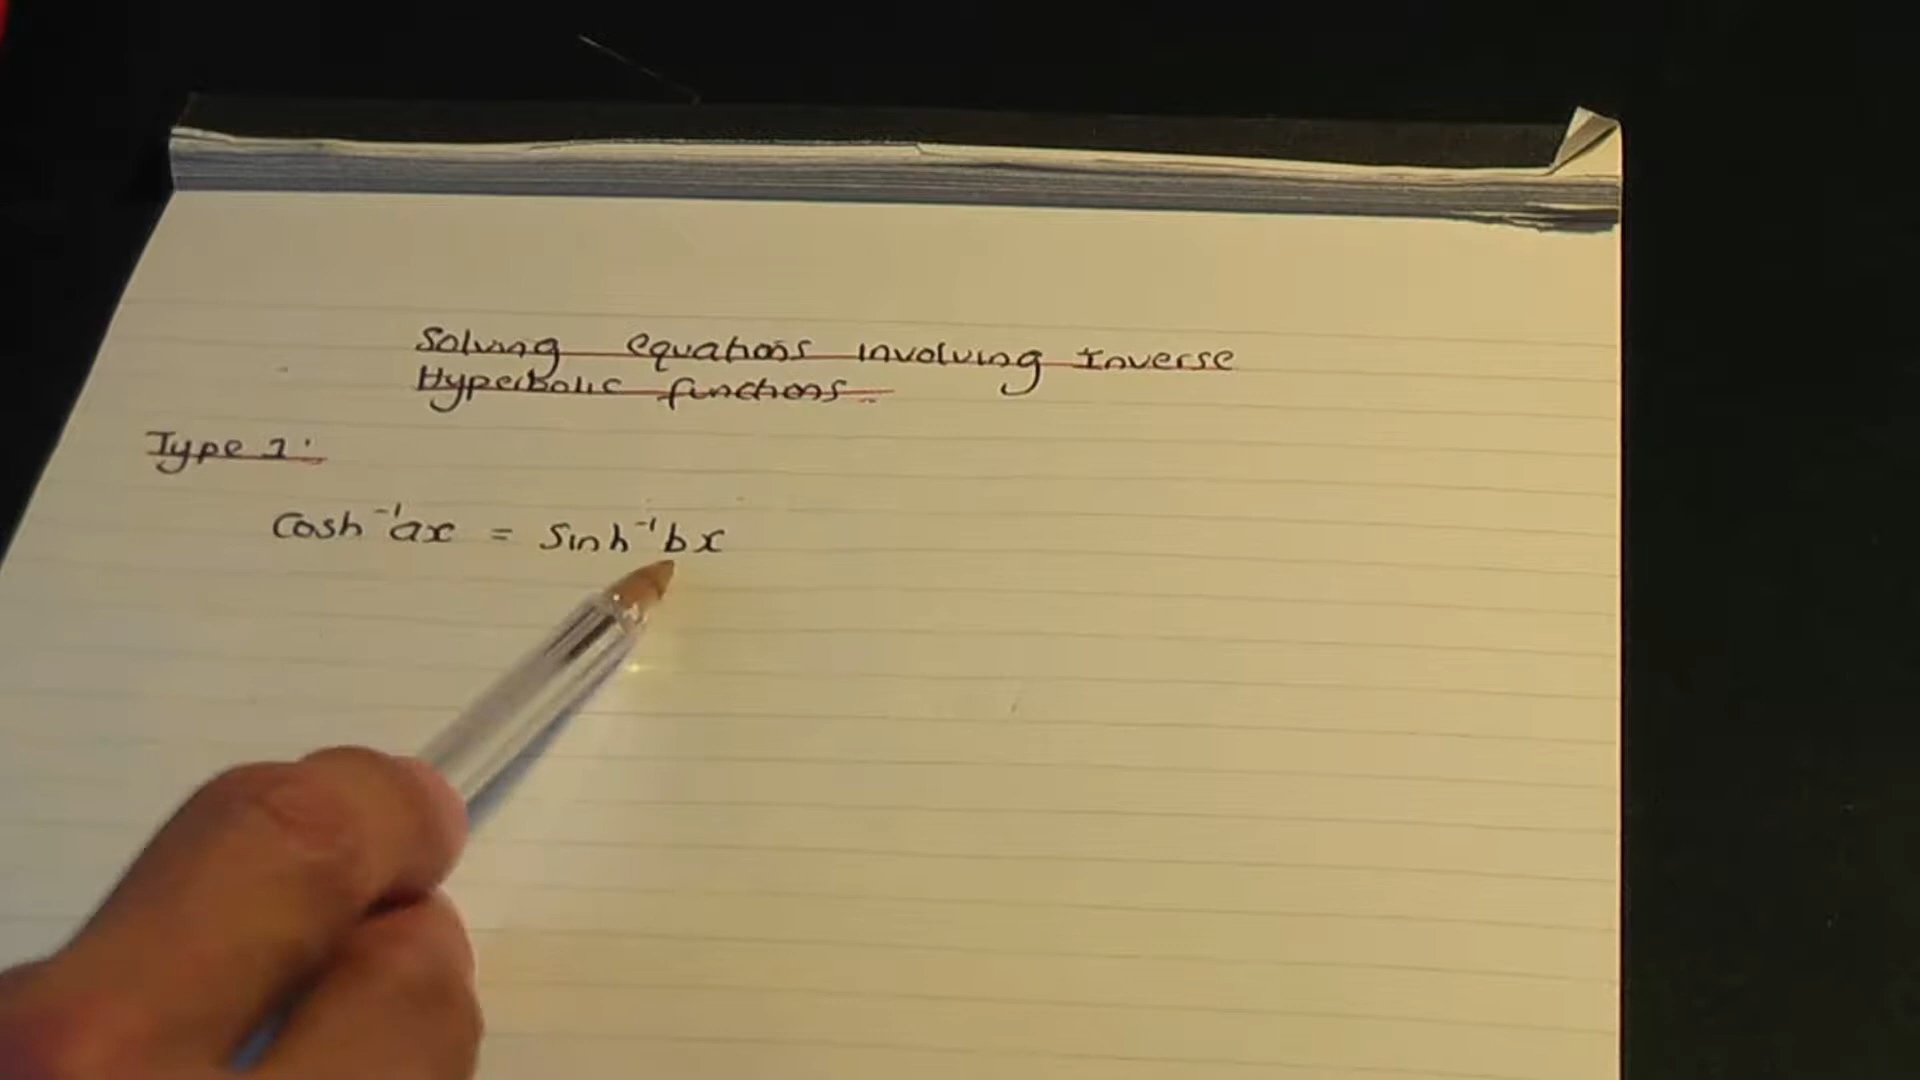 Solving equations involving Inverse
Hyperbolic functions.
Type 1:
Cosh⁻¹ax = Sinh⁻¹bx